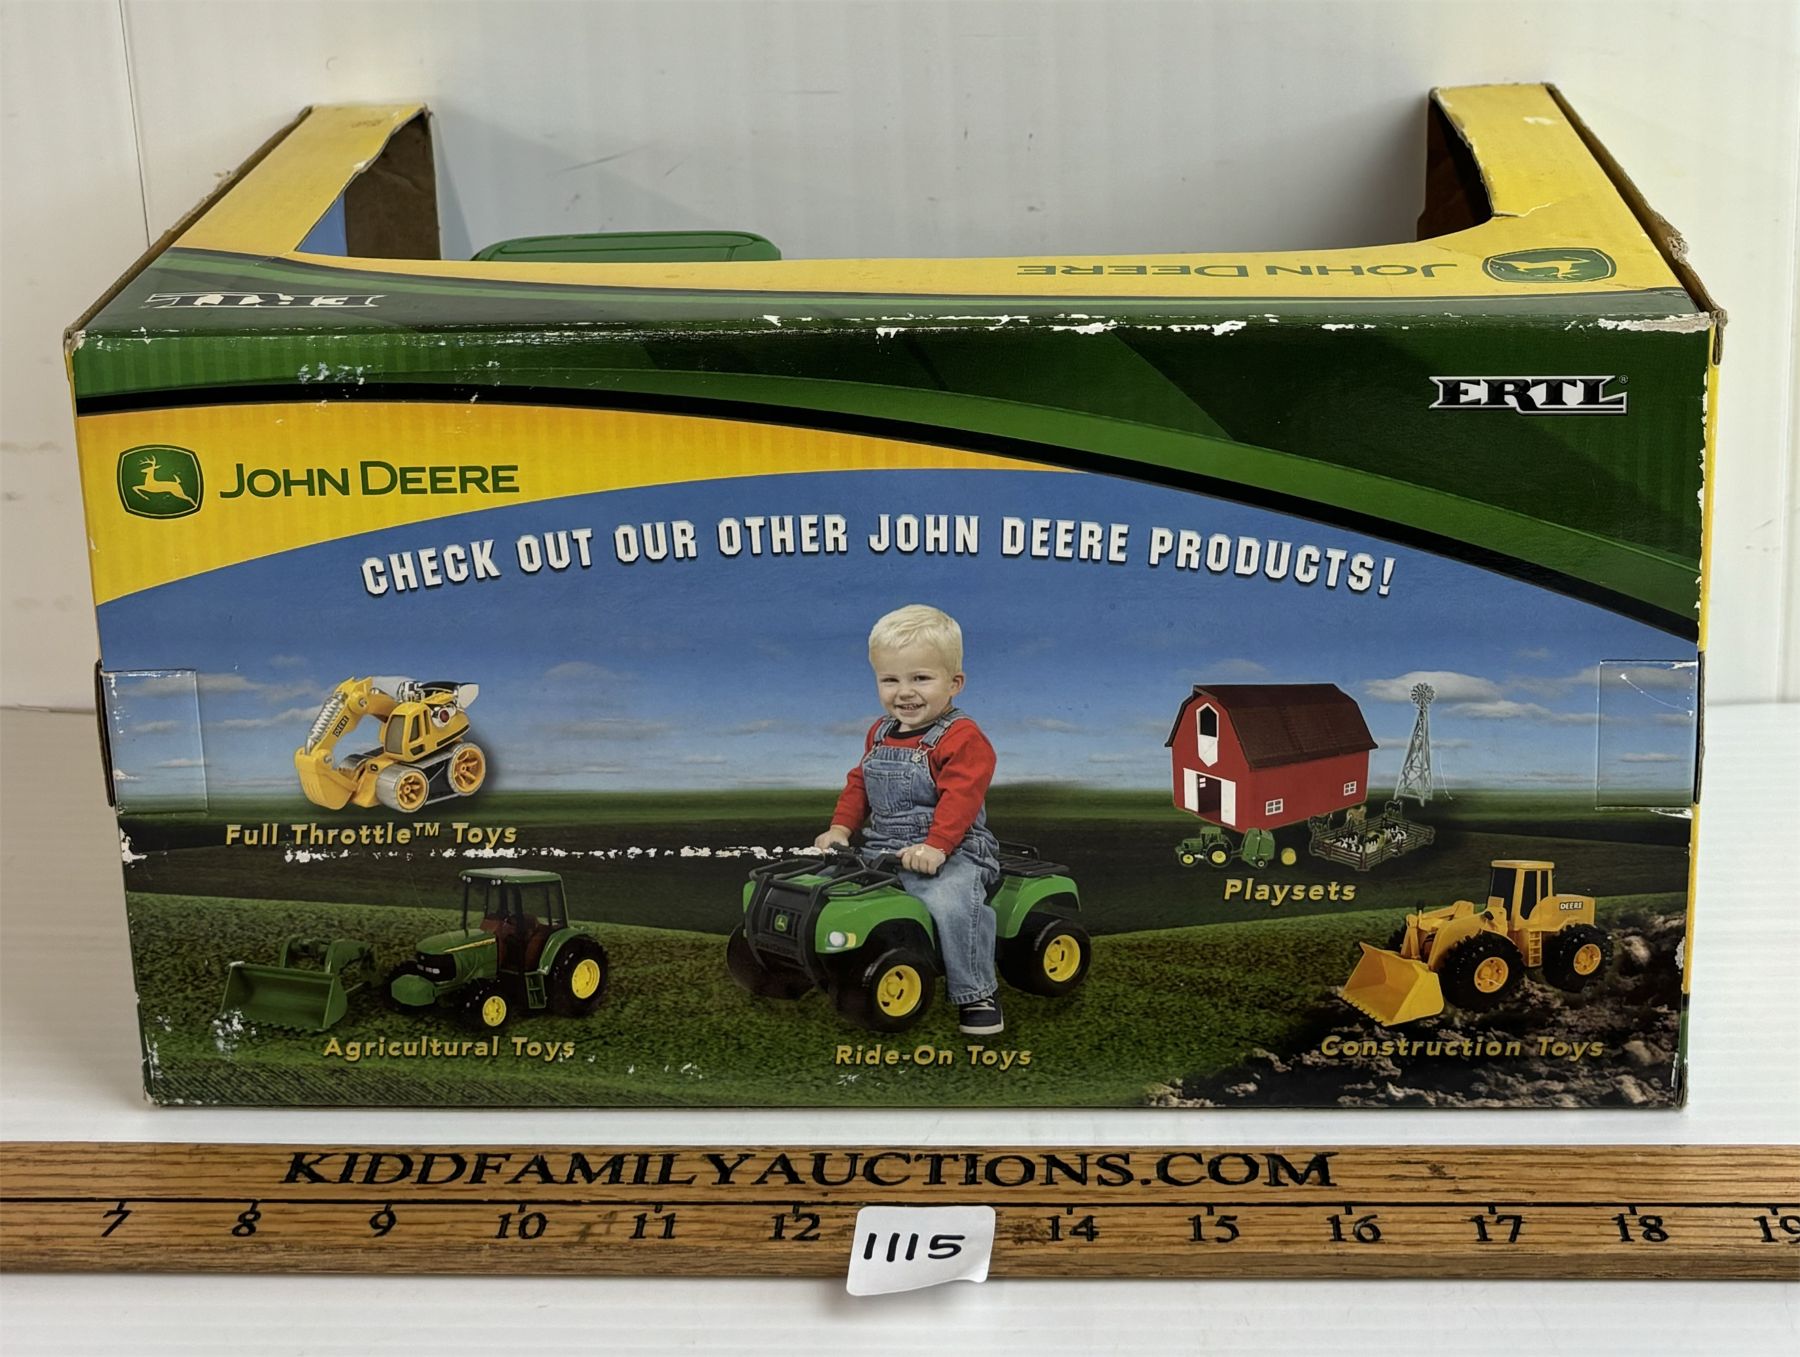 JOHN DEERE
ERTL
ERTL®
JOHN DEERE
CHECK OUT OUR OTHER JOHN DEERE PRODUCTS!
DEERE
Full Throttle™ Toys
Playsets
DEERE
Agricultural Toys
Ride-On Toys
Construction Toys
KIDDFAMILYAUCTIONS.COM
7 8 9 10 11 12 14 15 16 17 18 19
1115